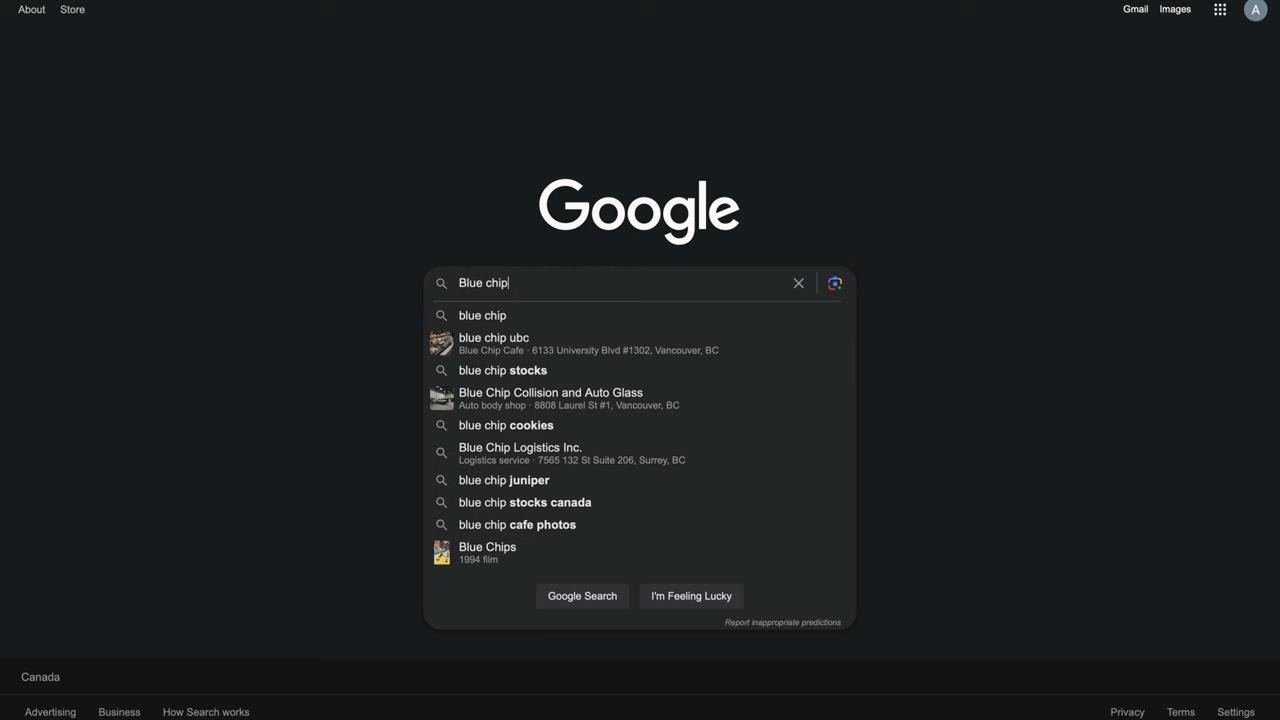 About Store Gmail Images A
Google
Blue chip
blue chip
blue chip ubc
Blue Chip Cafe · 6133 University Blvd #1302, Vancouver, BC
blue chip stocks
Blue Chip Collision and Auto Glass
Auto body shop · 8808 Laurel St #1, Vancouver, BC
blue chip cookies
Blue Chip Logistics Inc.
Logistics service · 7565 132 St Suite 206, Surrey, BC
blue chip juniper
blue chip stocks canada
blue chip cafe photos
Blue Chips
1994 film
Google Search I'm Feeling Lucky
Report inappropriate predictions
Canada
Advertising Business How Search works Privacy Terms Settings